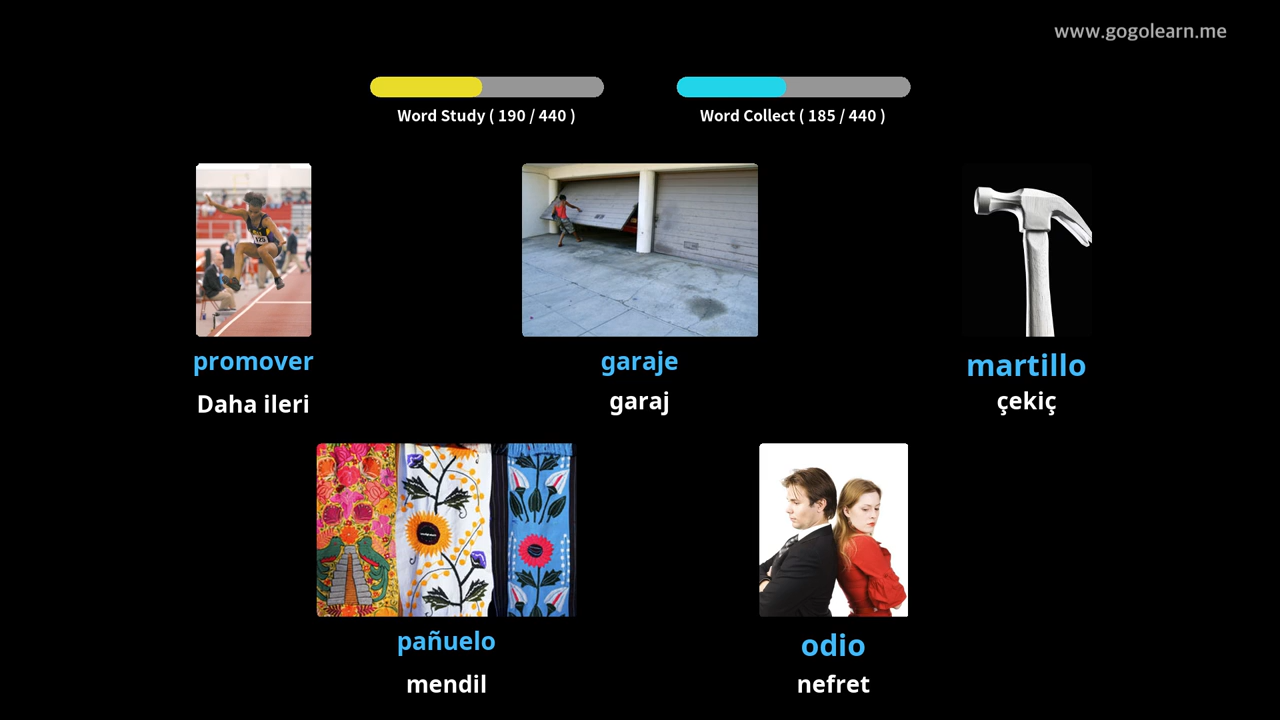 www.gogolearn.me
Word Study ( 190 / 440 )
Word Collect ( 185 / 440 )
promover
Daha ileri
garaje
garaj
martillo
çekiç
pañuelo
mendil
odio
nefret